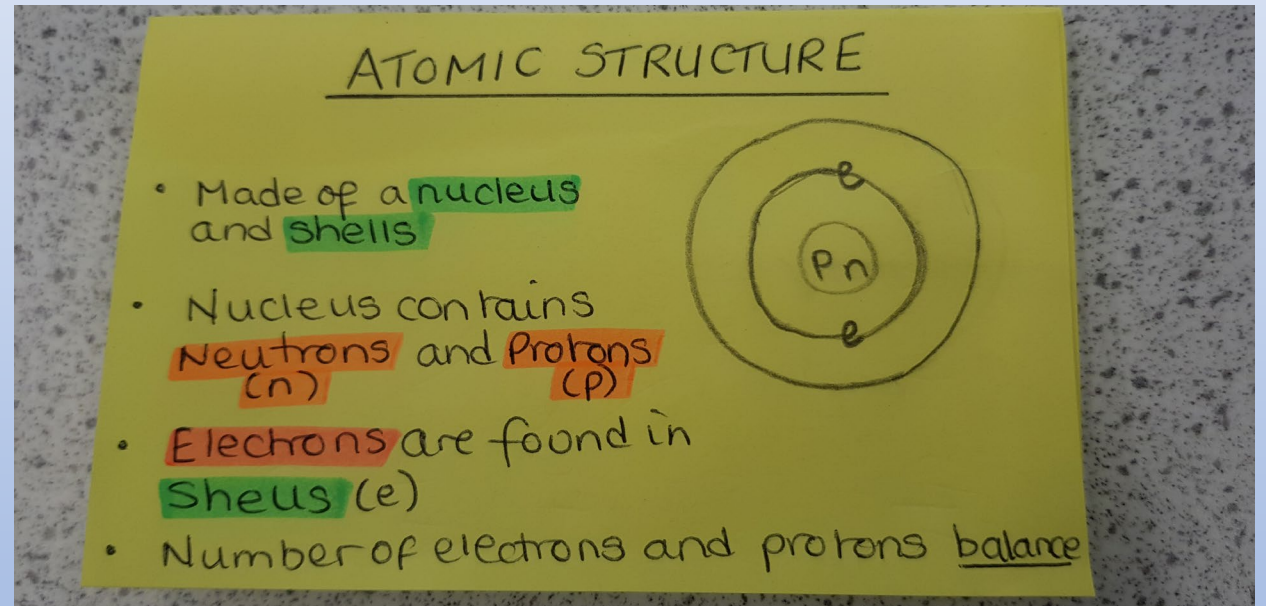 ATOMIC STRUCTURE
• Made of a nucleus
and shells
• Nucleus contains
Neutrons and Protons
(n) (p)
• Electrons are found in
Shells (e)
• Number of electrons and protons balance
e
Pn
e